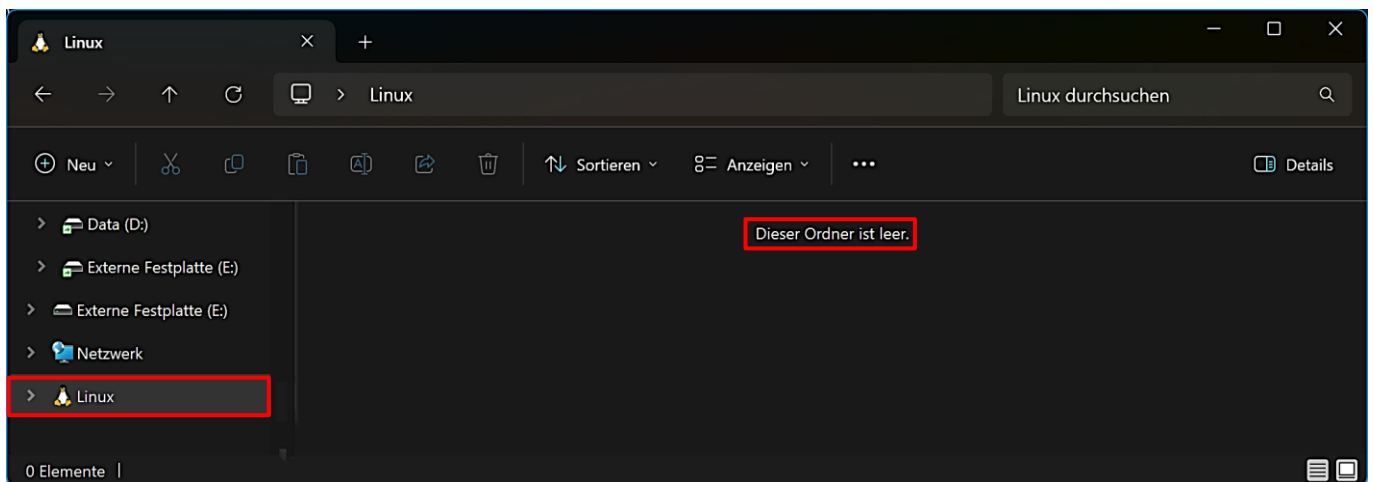 Linux
Linux
Linux durchsuchen
Neu
Sortieren
Anzeigen
Details
Data (D:)
Dieser Ordner ist leer.
Externe Festplatte (E:)
Externe Festplatte (E:)
Netzwerk
Linux
0 Elemente